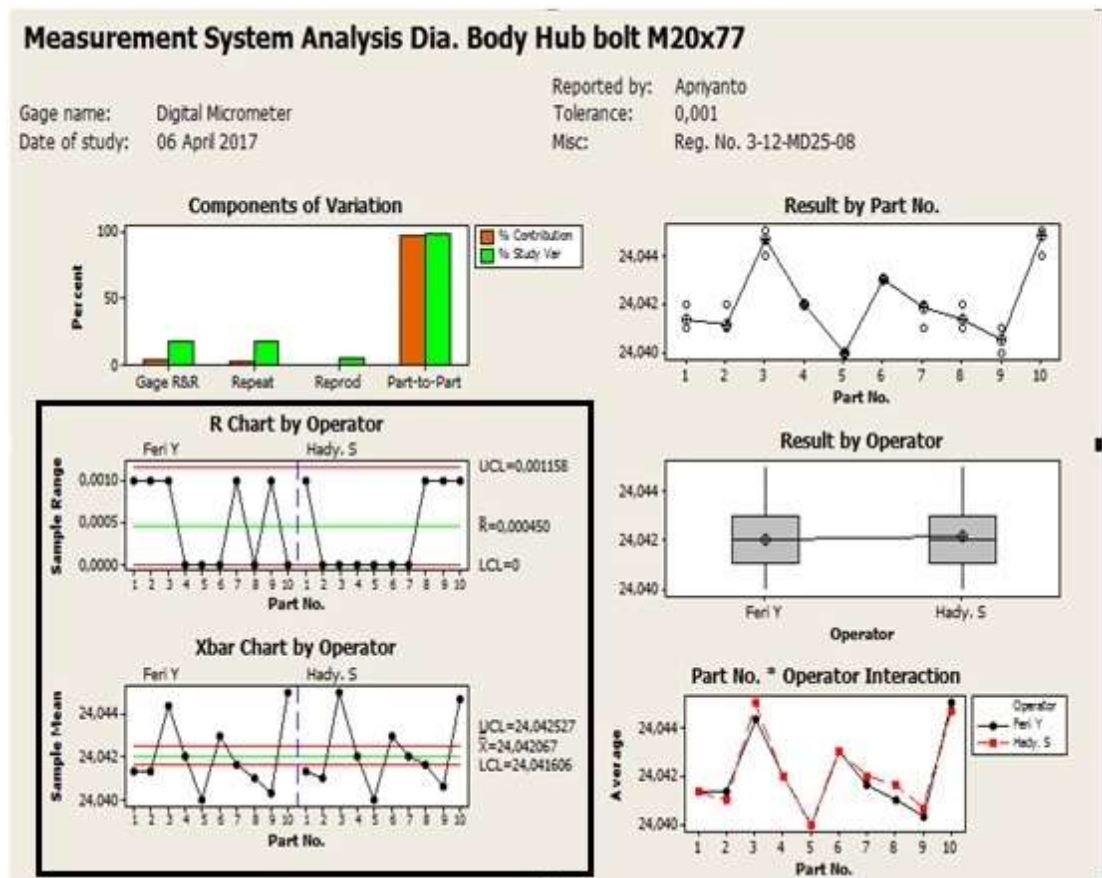 Measurement System Analysis Dia. Body Hub bolt M20x77
Gage name: Digital Micrometer
Date of study: 06 April 2017
Reported by: Apriyanto
Tolerance: 0,001
Misc: Reg. No. 3-12-MD25-08
Components of Variation
Percent
100
50
0
Gage R&R Repeat Reprod Part-to-Part
% Contribution
% Study Var
R Chart by Operator
Feri Y Hady. S
Sample Range
0,0010
0,0005
0,0000
UCL=0,001158
R=0,000450
LCL=0
1 2 3 4 5 6 7 8 9 10 1 2 3 4 5 6 7 8 9 10
Part No.
Xbar Chart by Operator
Feri Y Hady. S
Sample Mean
24,044
24,042
24,040
UCL=24,042527
X=24,042067
LCL=24,041606
1 2 3 4 5 6 7 8 9 10 1 2 3 4 5 6 7 8 9 10
Part No.
Result by Part No.
24,044
24,042
24,040
1 2 3 4 5 6 7 8 9 10
Part No.
Result by Operator
24,044
24,042
24,040
Feri Y Hady. S
Operator
Part No. * Operator Interaction
Average
24,044
24,042
24,040
1 2 3 4 5 6 7 8 9 10
Part No.
Operator
Feri Y
Hady. S